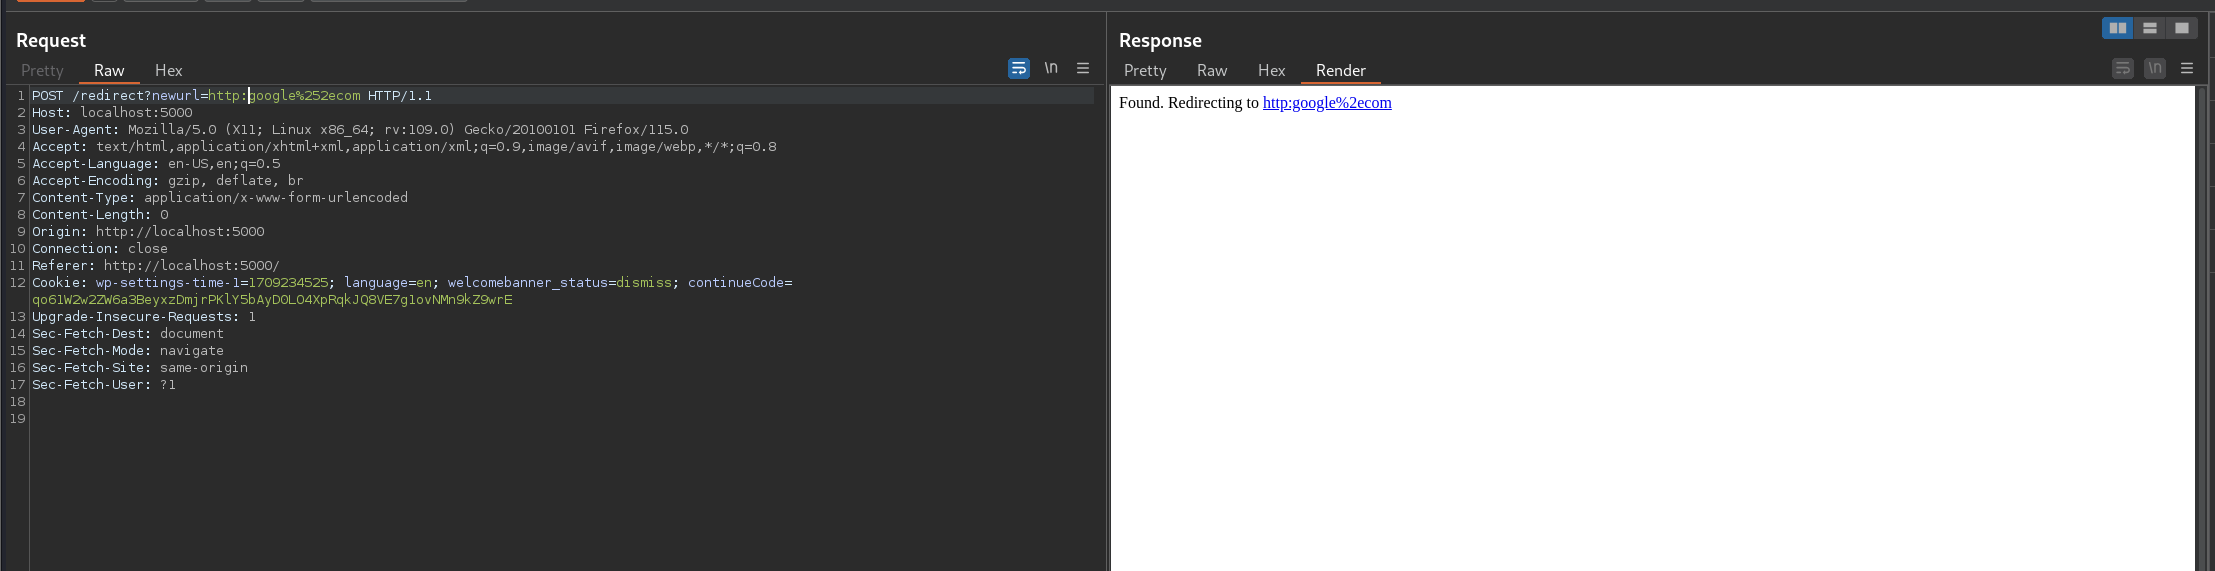 Request
Pretty Raw Hex
\n
1 POST /redirect?newurl=http:google%252ecom HTTP/1.1
2 Host: localhost:5000
3 User-Agent: Mozilla/5.0 (X11; Linux x86_64; rv:109.0) Gecko/20100101 Firefox/115.0
4 Accept: text/html,application/xhtml+xml,application/xml;q=0.9,image/avif,image/webp,*/*;q=0.8
5 Accept-Language: en-US,en;q=0.5
6 Accept-Encoding: gzip, deflate, br
7 Content-Type: application/x-www-form-urlencoded
8 Content-Length: 0
9 Origin: http://localhost:5000
10 Connection: close
11 Referer: http://localhost:5000/
12 Cookie: wp-settings-time-1=1709234525; language=en; welcomebanner_status=dismiss; continueCode=
qo61W2w2ZW6a3BeyxzDmjrPKlY5bAyDOLO4XpRqkJQ8VE7g1ovNMn9kZ9wrE
13 Upgrade-Insecure-Requests: 1
14 Sec-Fetch-Dest: document
15 Sec-Fetch-Mode: navigate
16 Sec-Fetch-Site: same-origin
17 Sec-Fetch-User: ?1
18
19
Response
Pretty Raw Hex Render
\n
Found. Redirecting to http:google%2ecom